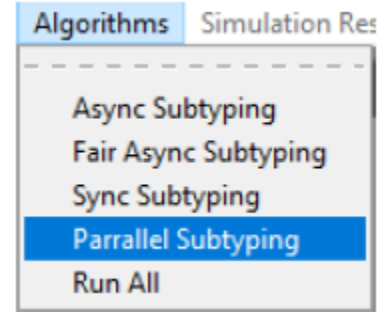 Algorithms Simulation Res
Async Subtyping
Fair Async Subtyping
Sync Subtyping
Parrallel Subtyping
Run All